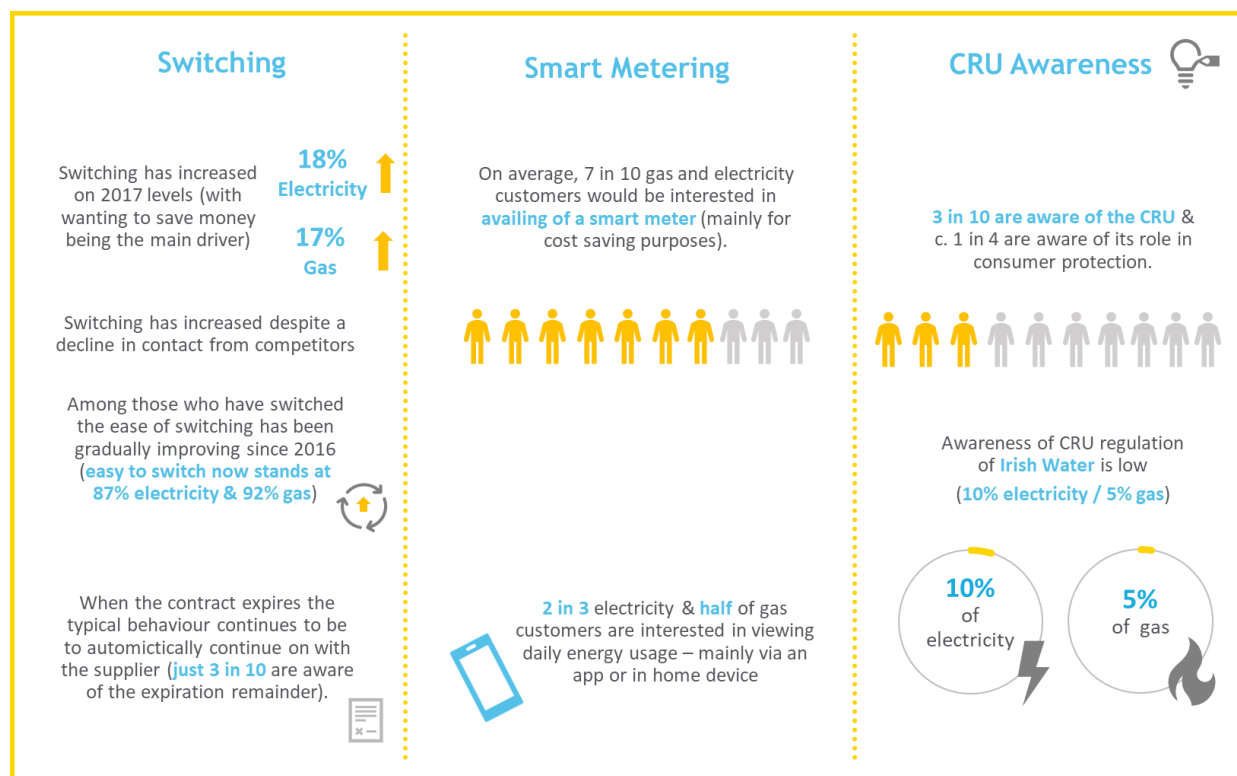 Switching
Switching has increased
on 2017 levels (with
wanting to save money
being the main driver)
18%
Electricity
17%
Gas
Switching has increased despite a
decline in contact from competitors
Among those who have switched
the ease of switching has been
gradually improving since 2016
(easy to switch now stands at
87% electricity & 92% gas)
When the contract expires the
typical behaviour continues to be
to automictically continue on with
the supplier (just 3 in 10 are aware
of the expiration remainder).
Smart Metering
On average, 7 in 10 gas and electricity
customers would be interested in
availing of a smart meter (mainly for
cost saving purposes).
2 in 3 electricity & half of gas
customers are interested in viewing
daily energy usage – mainly via an
app or in home device
CRU Awareness
3 in 10 are aware of the CRU &
c. 1 in 4 are aware of its role in
consumer protection.
Awareness of CRU regulation
of Irish Water is low
(10% electricity / 5% gas)
10%
of
electricity
5%
of gas